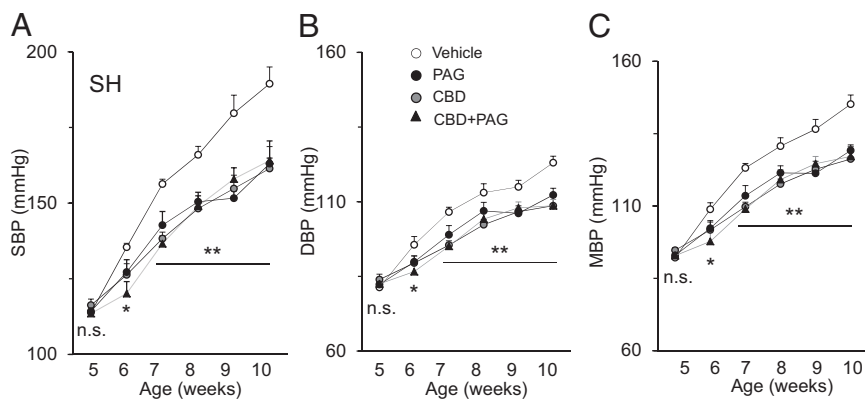 A
B
C
200
150
100
SBP (mmHg)
SH
n.s.
*
**
5 6 7 8 9 10
Age (weeks)
160
110
60
DBP (mmHg)
Vehicle
PAG
CBD
CBD+PAG
n.s.
*
**
5 6 7 8 9 10
Age (weeks)
160
110
60
MBP (mmHg)
n.s.
*
**
5 6 7 8 9 10
Age (weeks)